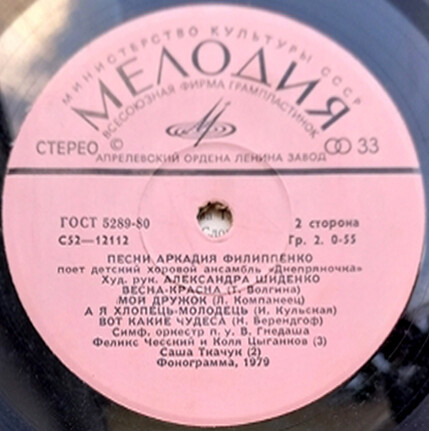 МИНИСТЕРСТВО КУЛЬТУРЫ СССР
МЕЛОДИЯ
ВСЕСОЮЗНАЯ ФИРМА ГРАМПЛАСТИНОК
СТЕРЕО © 33
АПРЕЛЕВСКИЙ ОРДЕНА ЛЕНИНА ЗАВОД
ГОСТ 5289-80 2 сторона
С52—12112 Гр. 2. 0-55
ПЕСНИ АРКАДИЯ ФИЛИППЕНКО
поет детский хоровой ансамбль «Днепряночка»
Худ. рук. АЛЕКСАНДРА ШИДЕНКО
ВЕСНА-КРАСНА (Т. Волгина)
МОЙ ДРУЖОК (Л. Компанеец)
А Я ХЛОПЕЦЬ-МОЛОДЕЦЬ (И. Кульская)
ВОТ КАКИЕ ЧУДЕСА (Н. Берендгоф)
Симф. оркестр п. у. В. Гнедаша
Феликс Чесский и Коля Цыганков (3)
Саша Ткачук (2)
Фонограмма, 1979